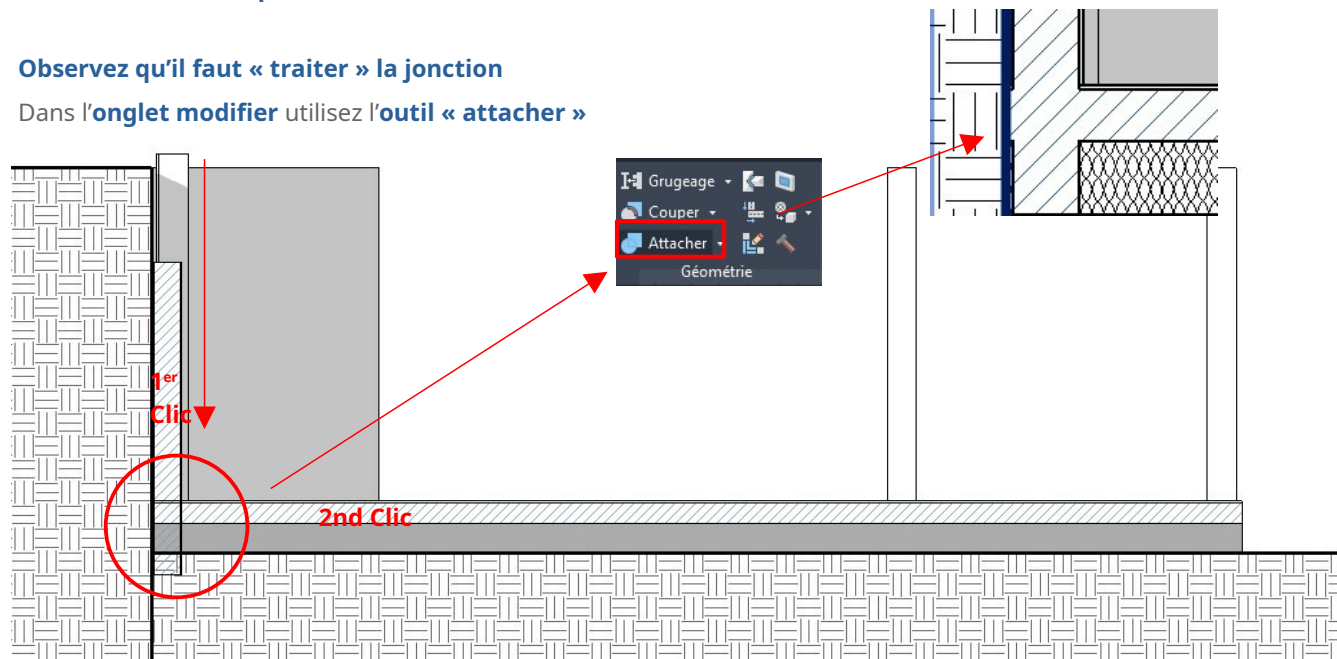 Observez qu’il faut « traiter » la jonction
Dans l’onglet modifier utilisez l’outil « attacher »
Grugeage
Couper
Attacher
Géométrie
1er
Clic
2nd Clic